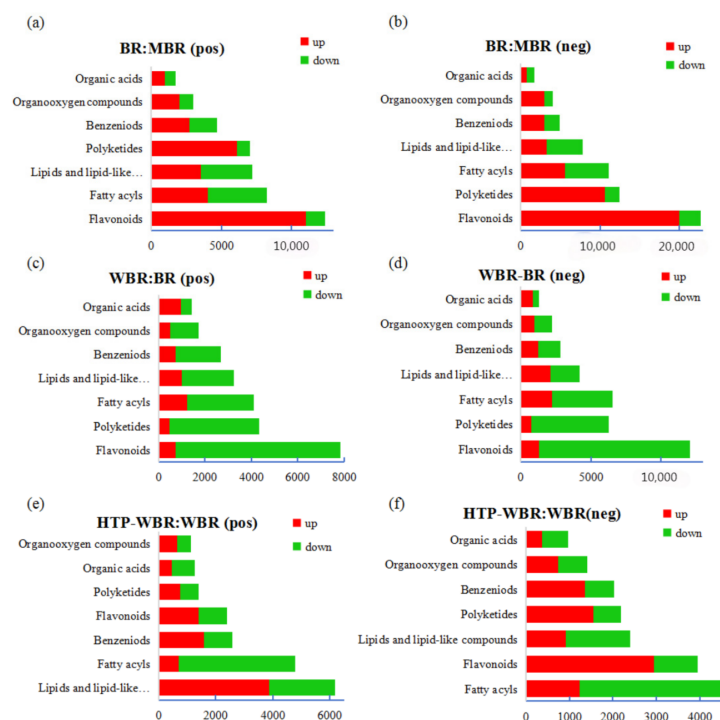 (a)
BR:MBR (pos)
up
down
Organic acids
Organooxygen compounds
Benzeniods
Polyketides
Lipids and lipid-like…
Fatty acyls
Flavonoids
0 5000 10,000
(b)
BR:MBR (neg)
up
down
Organic acids
Organooxygen compounds
Benzeniods
Lipids and lipid-like…
Fatty acyls
Polyketides
Flavonoids
0 10,000 20,000
(c)
WBR:BR (pos)
up
down
Organic acids
Organooxygen compounds
Benzeniods
Lipids and lipid-like…
Fatty acyls
Polyketides
Flavonoids
0 2000 4000 6000 8000
(d)
WBR-BR (neg)
up
down
Organic acids
Organooxygen compounds
Benzeniods
Lipids and lipid-like…
Fatty acyls
Polyketides
Flavonoids
0 5000 10,000
(e)
HTP-WBR:WBR (pos)
up
down
Organooxygen compounds
Organic acids
Polyketides
Flavonoids
Benzeniods
Fatty acyls
Lipids and lipid-like…
0 2000 4000 6000
(f)
HTP-WBR:WBR(neg)
up
down
Organic acids
Organooxygen compounds
Benzeniods
Polyketides
Lipids and lipid-like compounds
Flavonoids
Fatty acyls
0 1000 2000 3000 4000